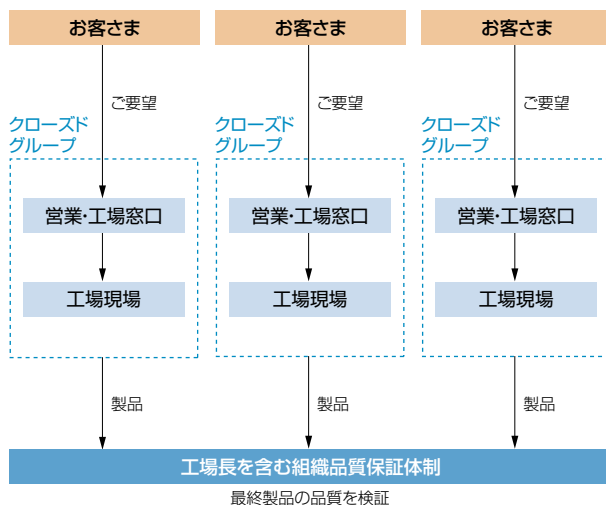 お客さま
お客さま
お客さま
ご要望
ご要望
ご要望
クローズド
グループ
クローズド
グループ
クローズド
グループ
営業・工場窓口
営業・工場窓口
営業・工場窓口
工場現場
工場現場
工場現場
製品
製品
製品
工場長を含む組織品質保証体制
最終製品の品質を検証